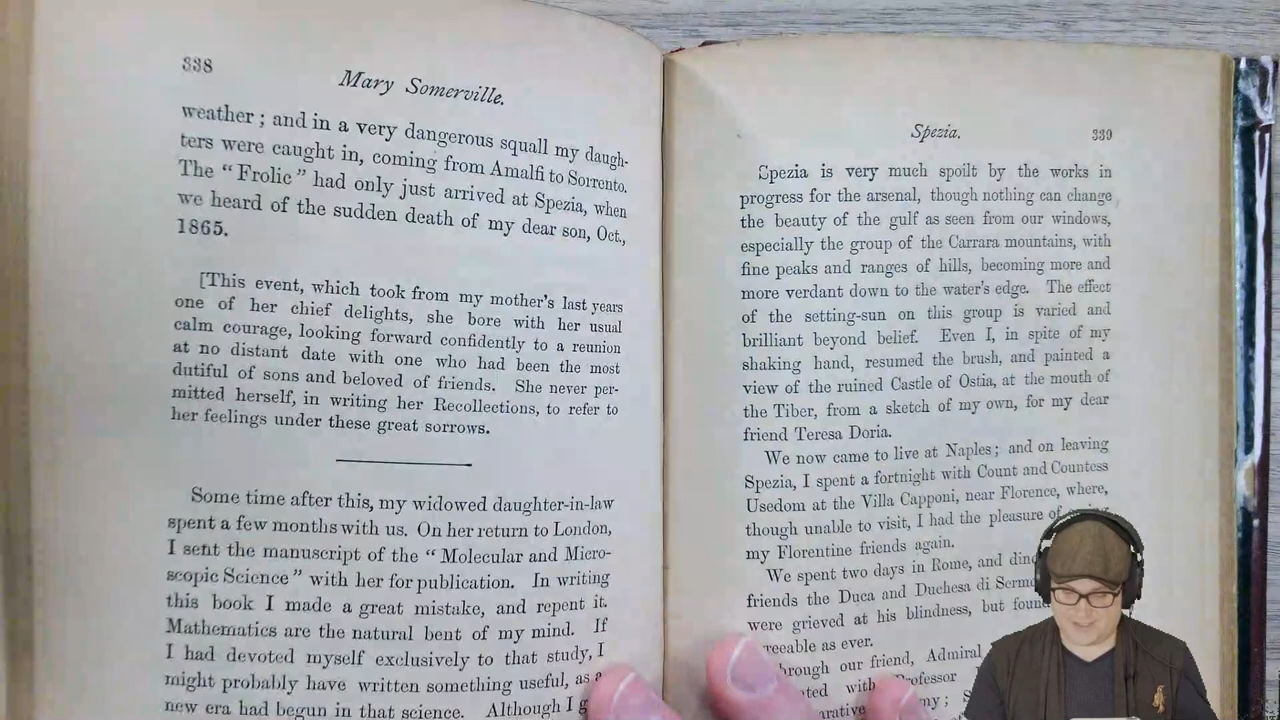 338
Mary Somerville.
weather; and in a very dangerous squall my daugh-
ters were caught in, coming from Amalfi to Sorrento.
The "Frolic" had only just arrived at Spezia, when
we heard of the sudden death of my dear son, Oct.,
1865.
[This event, which took from my mother's last years
one of her chief delights, she bore with her usual
calm courage, looking forward confidently to a reunion
at no distant date with one who had been the most
dutiful of sons and beloved of friends. She never per-
mitted herself, in writing her Recollections, to refer to
her feelings under these great sorrows.
Some time after this, my widowed daughter-in-law
spent a few months with us. On her return to London,
I sent the manuscript of the "Molecular and Micro-
scopic Science" with her for publication. In writing
this book I made a great mistake, and repent it.
Mathematics are the natural bent of my mind. If
I had devoted myself exclusively to that study, I
might probably have written something useful, as a
new era had begun in that science. Although I
Spezia.
339
Spezia is very much spoilt by the works in
progress for the arsenal, though nothing can change
the beauty of the gulf as seen from our windows,
especially the group of the Carrara mountains, with
fine peaks and ranges of hills, becoming more and
more verdant down to the water's edge. The effect
of the setting-sun on this group is varied and
brilliant beyond belief. Even I, in spite of my
shaking hand, resumed the brush, and painted a
view of the ruined Castle of Ostia, at the mouth of
the Tiber, from a sketch of my own, for my dear
friend Teresa Doria.
We now came to live at Naples; and on leaving
Spezia, I spent a fortnight with Count and Countess
Usedom at the Villa Capponi, near Florence, where,
though unable to visit, I had the pleasure of
my Florentine friends again.
We spent two days in Rome, and
friends the Duca and Duchesa di
were grieved at his blindness, but
as ever.
our friend, Admiral
with